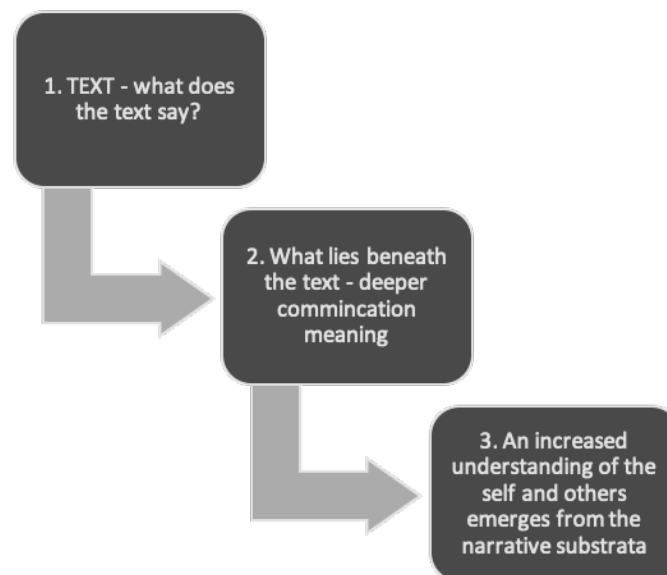 1. TEXT - what does
the text say?
2. What lies beneath
the text - deeper
commincation
meaning
3. An increased
understanding of the
self and others
emerges from the
narrative substrata